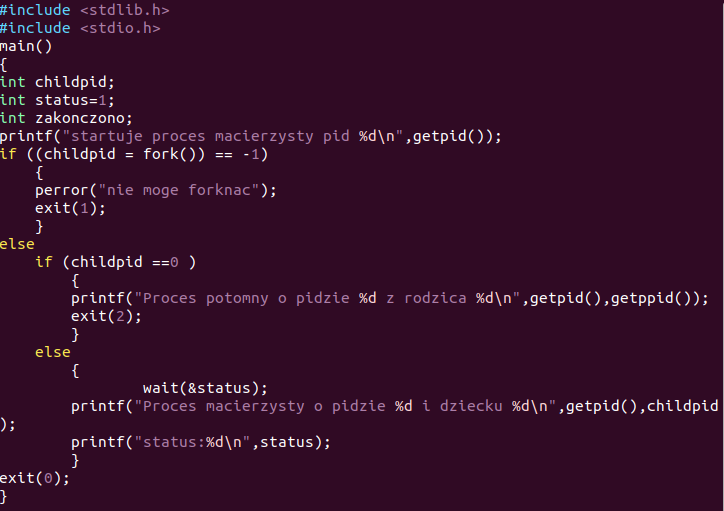 #include <stdlib.h>
#include <stdio.h>
main()
{
int childpid;
int status=1;
int zakonczono;
printf("startuje proces macierzysty pid %d\n",getpid());
if ((childpid = fork()) == -1)
    {
    perror("nie moge forknac");
    exit(1);
    }
else
    if (childpid ==0 )
        {
        printf("Proces potomny o pidzie %d z rodzica %d\n",getpid(),getppid());
        exit(2);
        }
    else
        {
                wait(&status);
        printf("Proces macierzysty o pidzie %d i dziecku %d\n",getpid(),childpid
);
        printf("status:%d\n",status);
        }
exit(0);
}